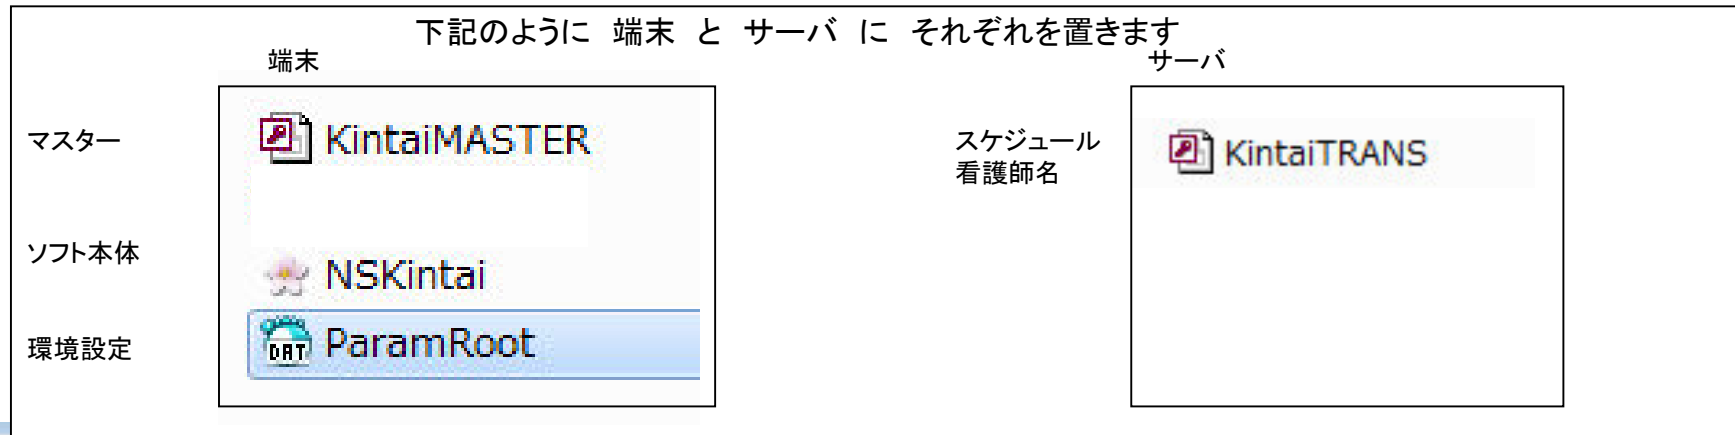 下記のように 端末 と サーバ に それぞれを置きます
端末
サーバ
マスター
KintaiMASTER
スケジュール
看護師名
KintaiTRANS
ソフト本体
NSKintai
環境設定
DAT
ParamRoot